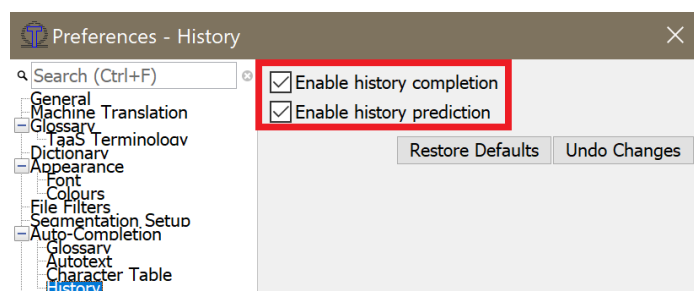 Preferences - History
Search (Ctrl+F)
General
Machine Translation
Glossary
TaaS Terminology
Dictionary
Appearance
Font
Colours
File Filters
Segmentation Setup
Auto-Completion
Glossary
Autotext
Character Table
History
Enable history completion
Enable history prediction
Restore Defaults Undo Changes